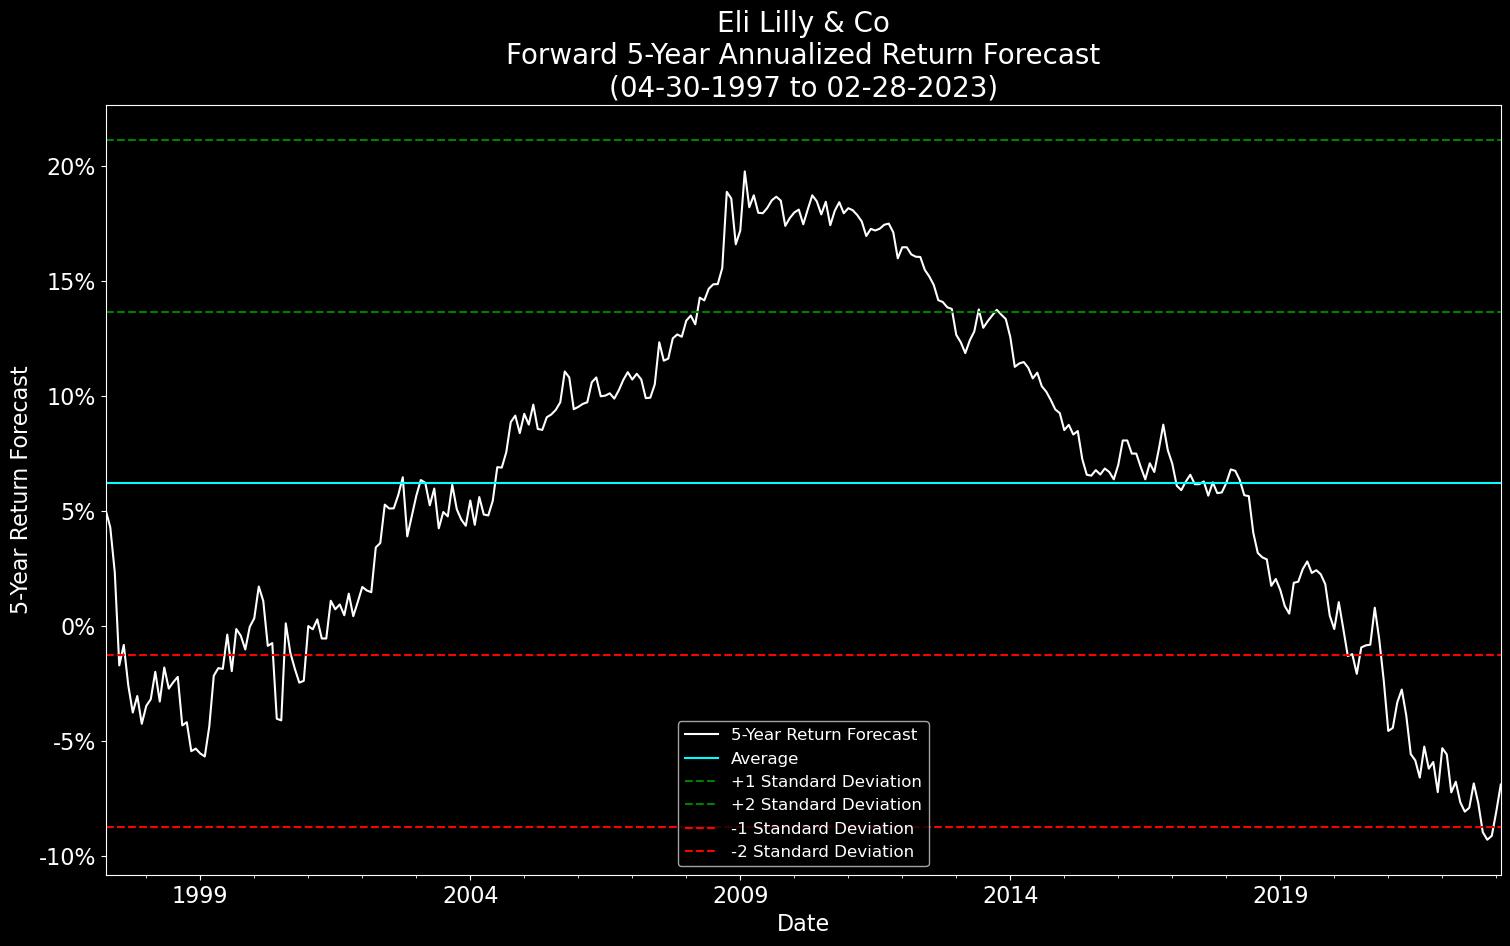 Eli Lilly & Co
Forward 5-Year Annualized Return Forecast
(04-30-1997 to 02-28-2023)
5-Year Return Forecast
20%
15%
10%
5%
0%
-5%
-10%
5-Year Return Forecast
Average
+1 Standard Deviation
+2 Standard Deviation
-1 Standard Deviation
-2 Standard Deviation
1999 2004 2009 2014 2019
Date